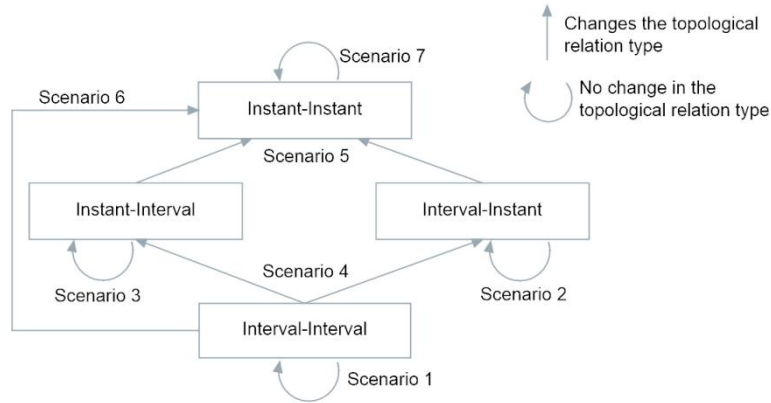 Changes the topological
relation type
Scenario 7
No change in the
topological relation type
Scenario 6
Instant-Instant
Scenario 5
Instant-Interval
Interval-Instant
Scenario 4
Scenario 3
Scenario 2
Interval-Interval
Scenario 1